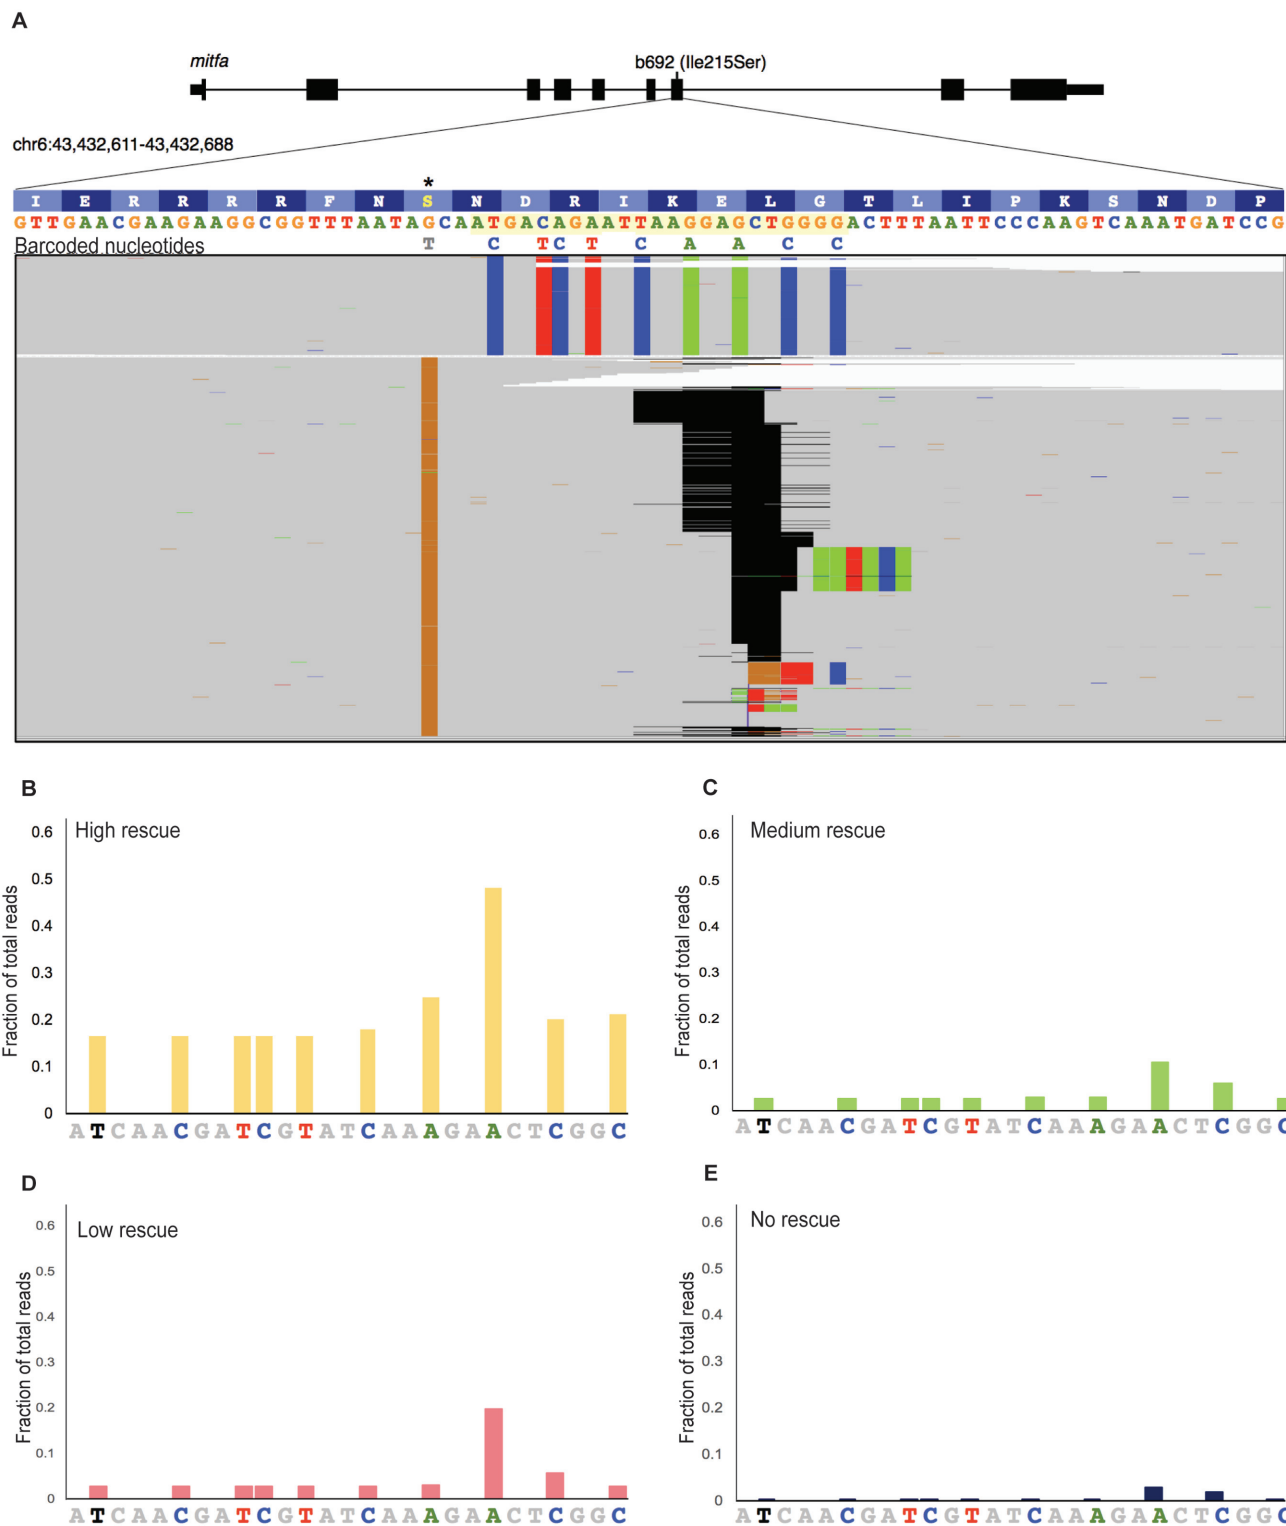 A
mitfa
b692 (Ile215Ser)
chr6:43,432,611-43,432,688
*
I E R R R R F N S N D R I K E L G T L I P K S N D P
GTTGAACGAAGAAGGCGGTTTAATAGCAATGACAGAATTAAGGAGCTGGGGACTTTAATTCCCAAGTCAAATGATCCG
Barcoded nucleotides T C T C T C A A C C
B
High rescue
Fraction of total reads
0.6
0.5
0.4
0.3
0.2
0.1
0
ATCAACGATCGTATCAAAGAACTCGGC
C
Medium rescue
Fraction of total reads
0.6
0.5
0.4
0.3
0.2
0.1
0
ATCAACGATCGTATCAAAGAACTCGGC
D
Low rescue
Fraction of total reads
0.6
0.5
0.4
0.3
0.2
0.1
0
ATCAACGATCGTATCAAAGAACTCGGC
E
No rescue
Fraction of total reads
0.6
0.5
0.4
0.3
0.2
0.1
0
ATCAACGATCGTATCAAAGAACTCGGC